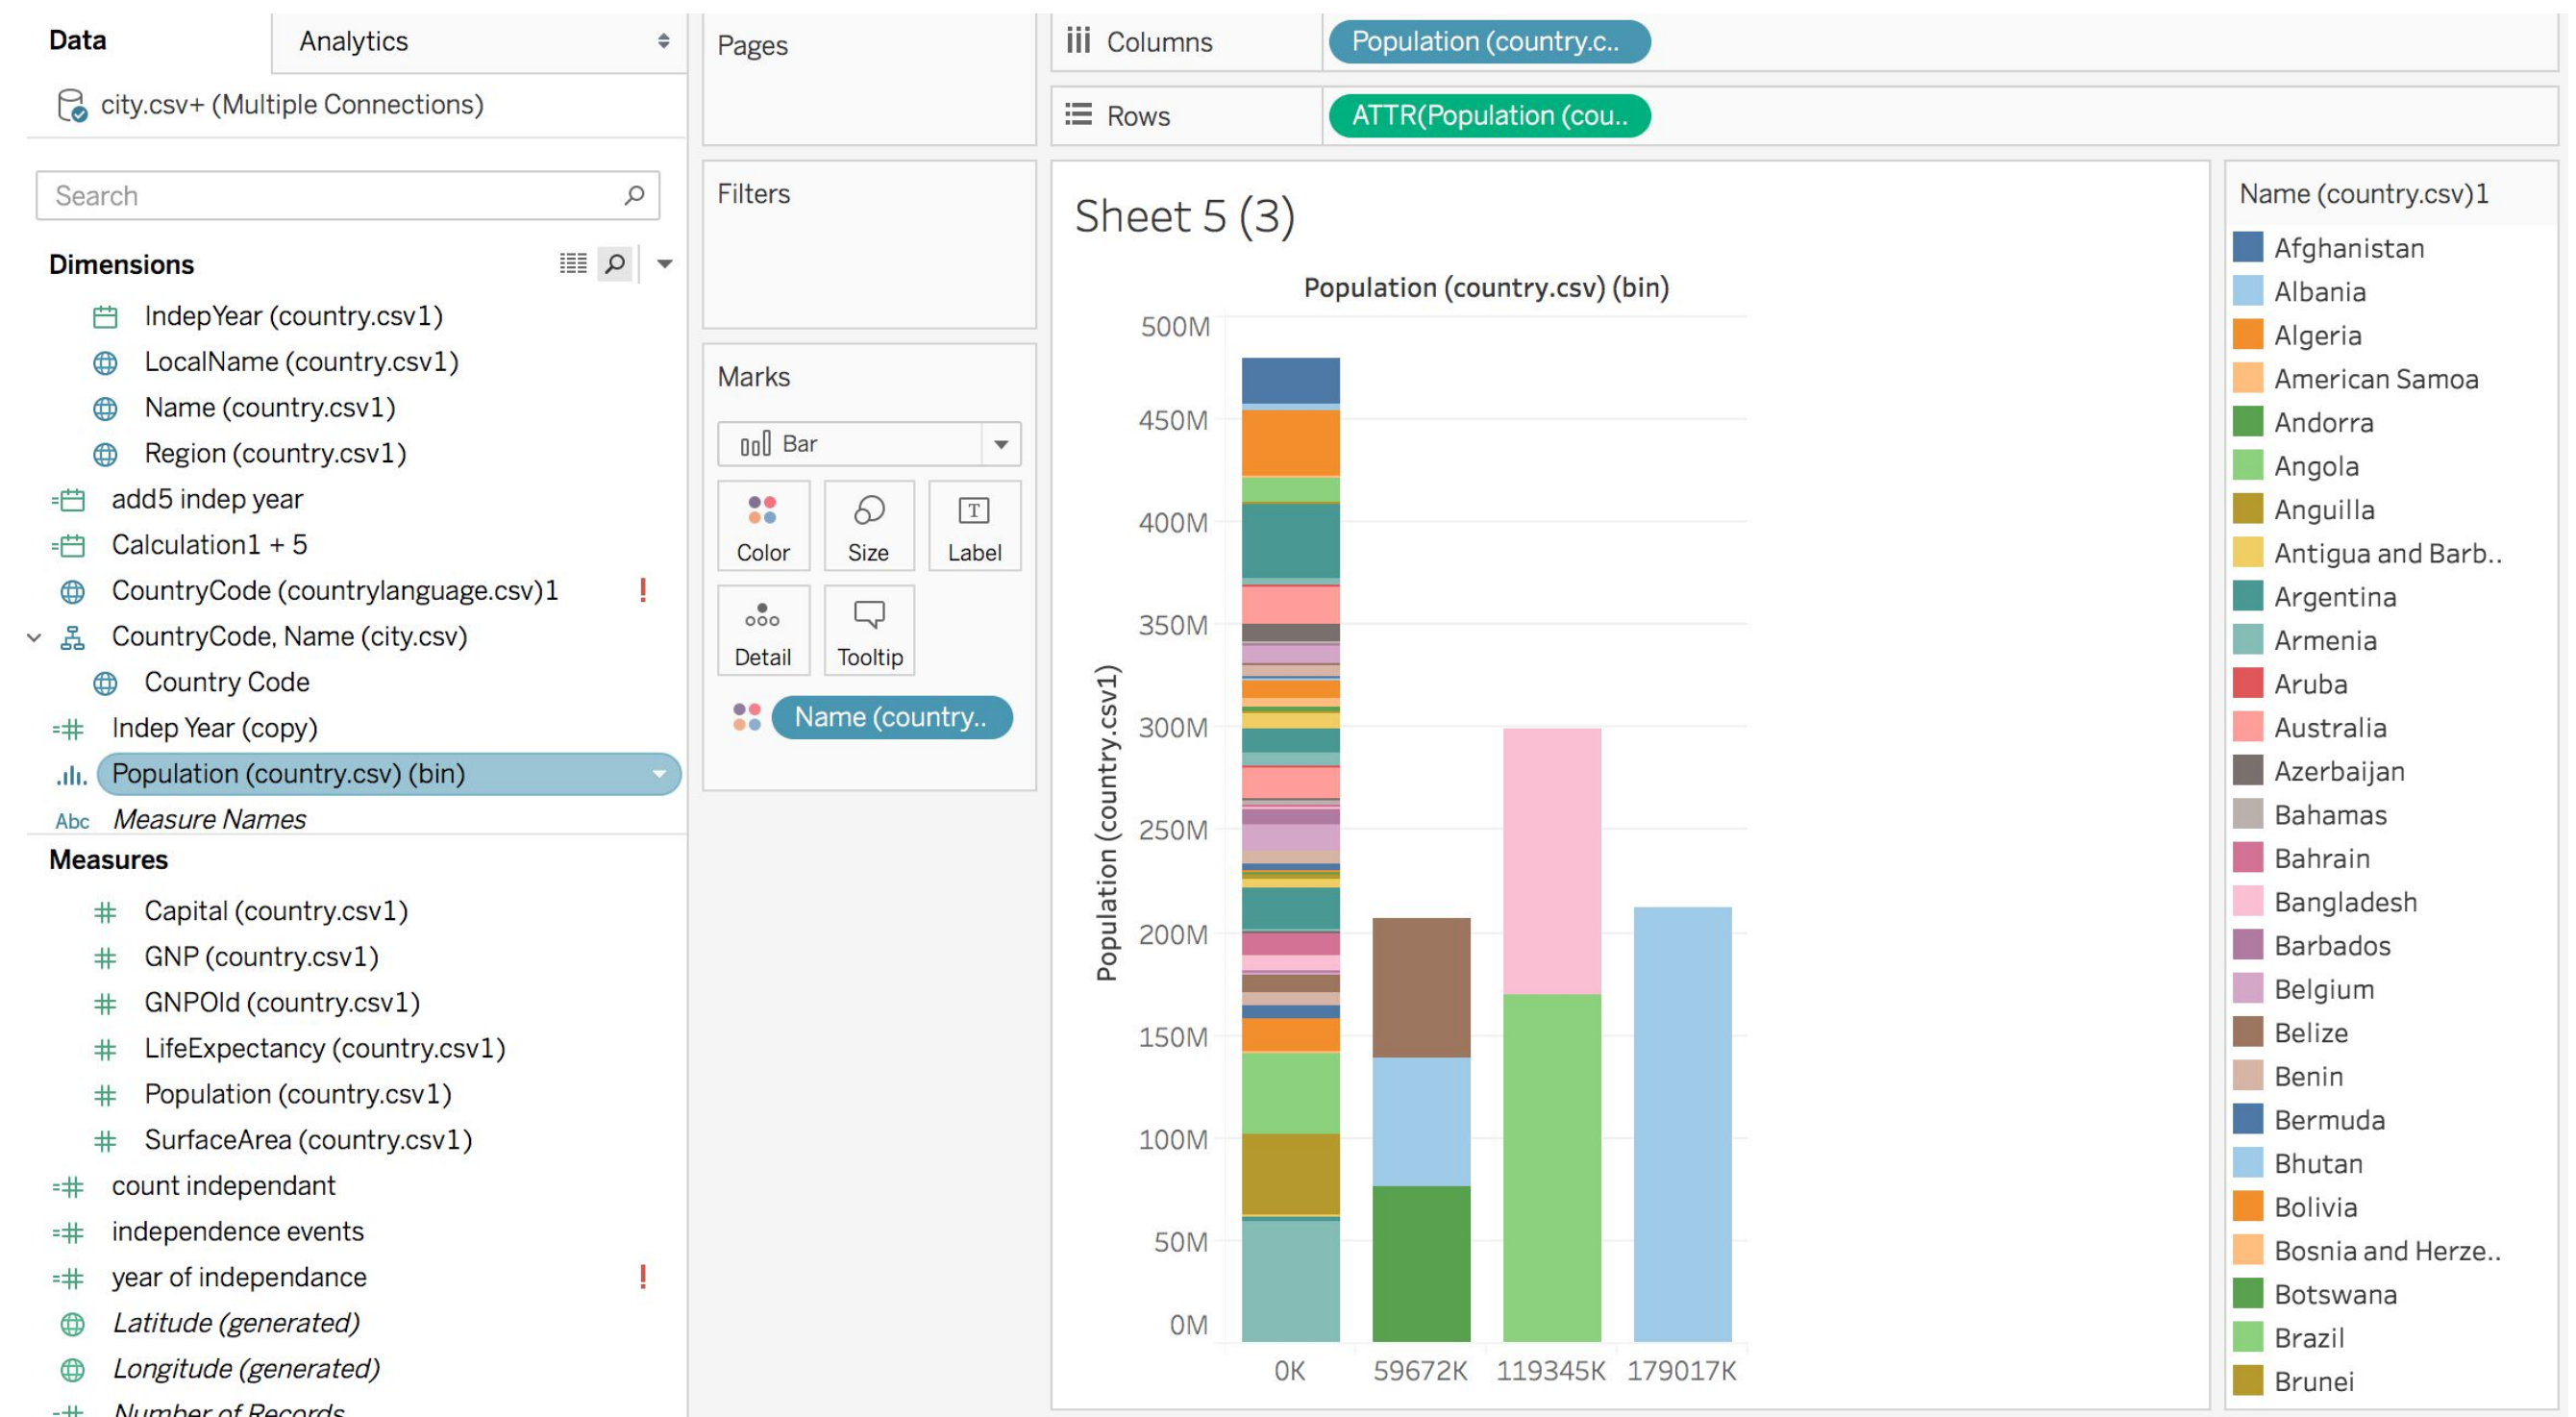 Data
Analytics
city.csv+ (Multiple Connections)
Search
Dimensions
IndepYear (country.csv1)
LocalName (country.csv1)
Name (country.csv1)
Region (country.csv1)
add5 indep year
Calculation1 + 5
CountryCode (countrylanguage.csv)1 !
CountryCode, Name (city.csv)
Country Code
Indep Year (copy)
Population (country.csv) (bin)
Abc Measure Names
Measures
Capital (country.csv1)
GNP (country.csv1)
GNPOld (country.csv1)
LifeExpectancy (country.csv1)
Population (country.csv1)
SurfaceArea (country.csv1)
count independant
independence events
year of independance !
Latitude (generated)
Longitude (generated)
Number of Records
Pages
Filters
Marks
Bar
Color
Size
T
Label
Detail
Tooltip
Name (country..
Columns
Population (country.c..
Rows
ATTR(Population (cou..
Sheet 5 (3)
Population (country.csv) (bin)
Population (country.csv1)
500M
450M
400M
350M
300M
250M
200M
150M
100M
50M
0M
0K
59672K
119345K
179017K
Name (country.csv)1
Afghanistan
Albania
Algeria
American Samoa
Andorra
Angola
Anguilla
Antigua and Barb..
Argentina
Armenia
Aruba
Australia
Azerbaijan
Bahamas
Bahrain
Bangladesh
Barbados
Belgium
Belize
Benin
Bermuda
Bhutan
Bolivia
Bosnia and Herze..
Botswana
Brazil
Brunei